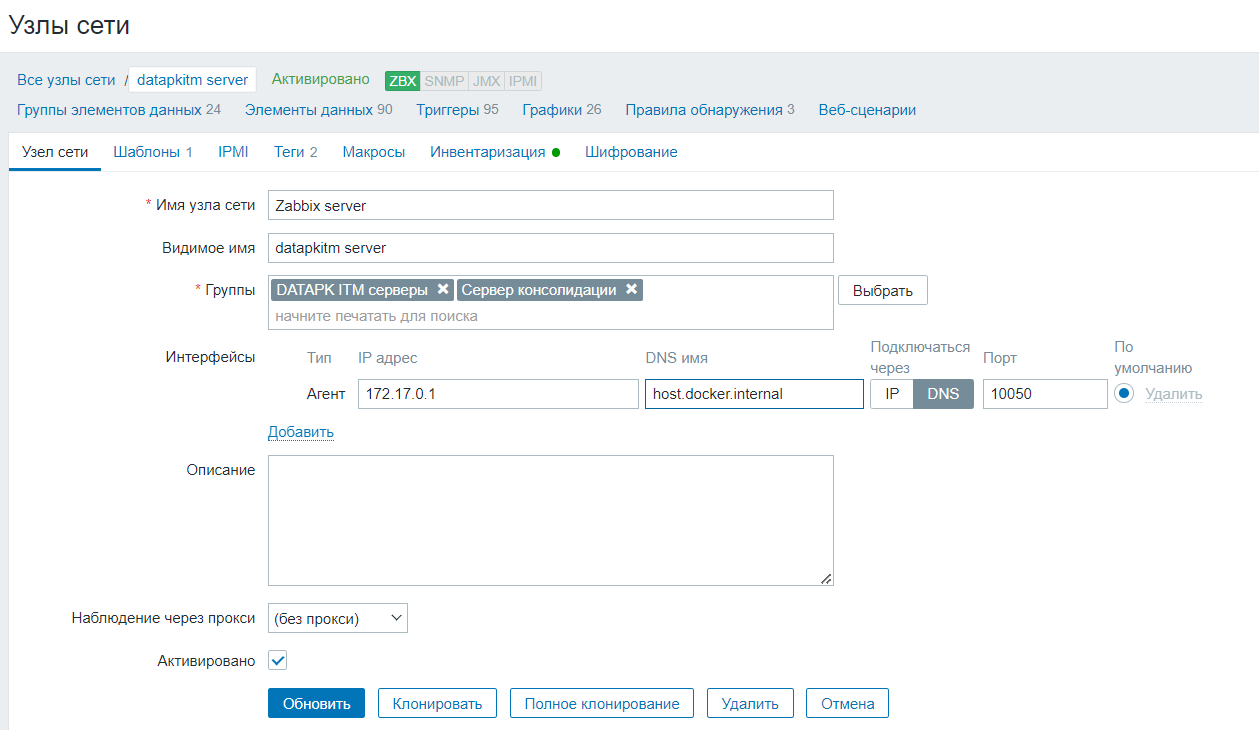 Узлы сети
Все узлы сети / datapkitm server Активировано ZBX SNMP JMX IPMI
Группы элементов данных 24 Элементы данных 90 Триггеры 95 Графики 26 Правила обнаружения 3 Веб-сценарии
Узел сети Шаблоны 1 IPMI Теги 2 Макросы Инвентаризация Шифрование
* Имя узла сети Zabbix server
Видимое имя datapkitm server
* Группы DATAPK ITM серверы Сервер консолидации Выбрать
начните печатать для поиска
Интерфейсы Тип IP адрес DNS имя Подключаться через Порт По умолчанию
Агент 172.17.0.1 host.docker.internal IP DNS 10050 Удалить
Добавить
Описание
Наблюдение через прокси (без прокси)
Активировано
Обновить Клонировать Полное клонирование Удалить Отмена